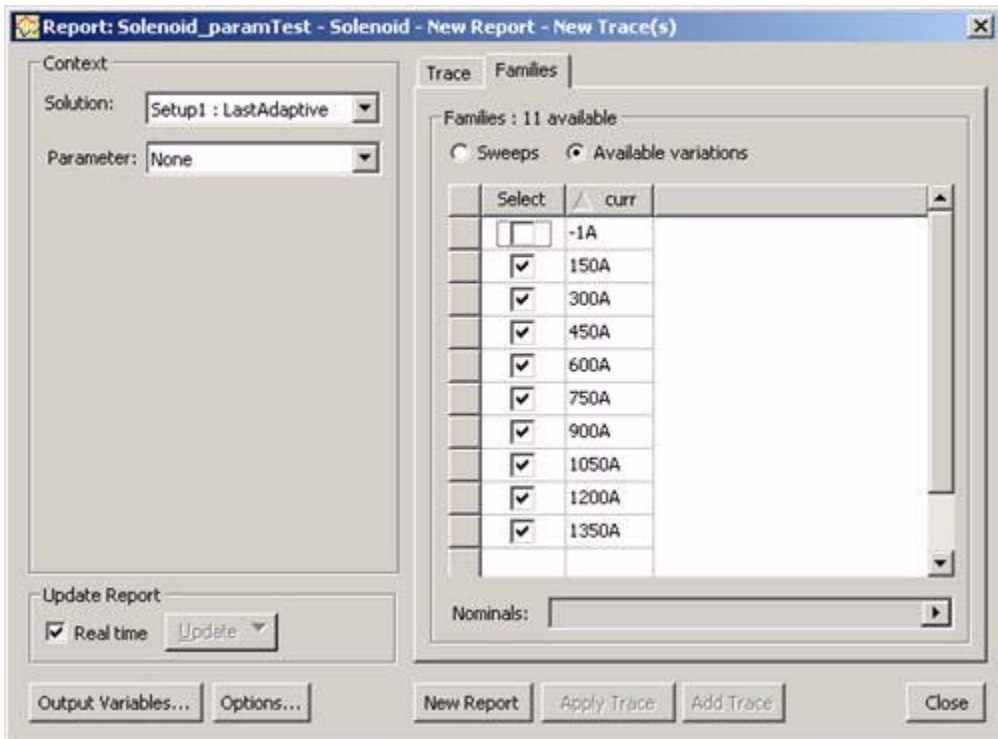 Report: Solenoid_paramTest - Solenoid - New Report - New Trace(s)
Context
Solution: Setup1 : LastAdaptive
Parameter: None
Update Report
Real time Update
Output Variables... Options...
Trace Families
Families : 11 available
Sweeps Available variations
Select curr
-1A
150A
300A
450A
600A
750A
900A
1050A
1200A
1350A
Nominals:
New Report Apply Trace Add Trace Close